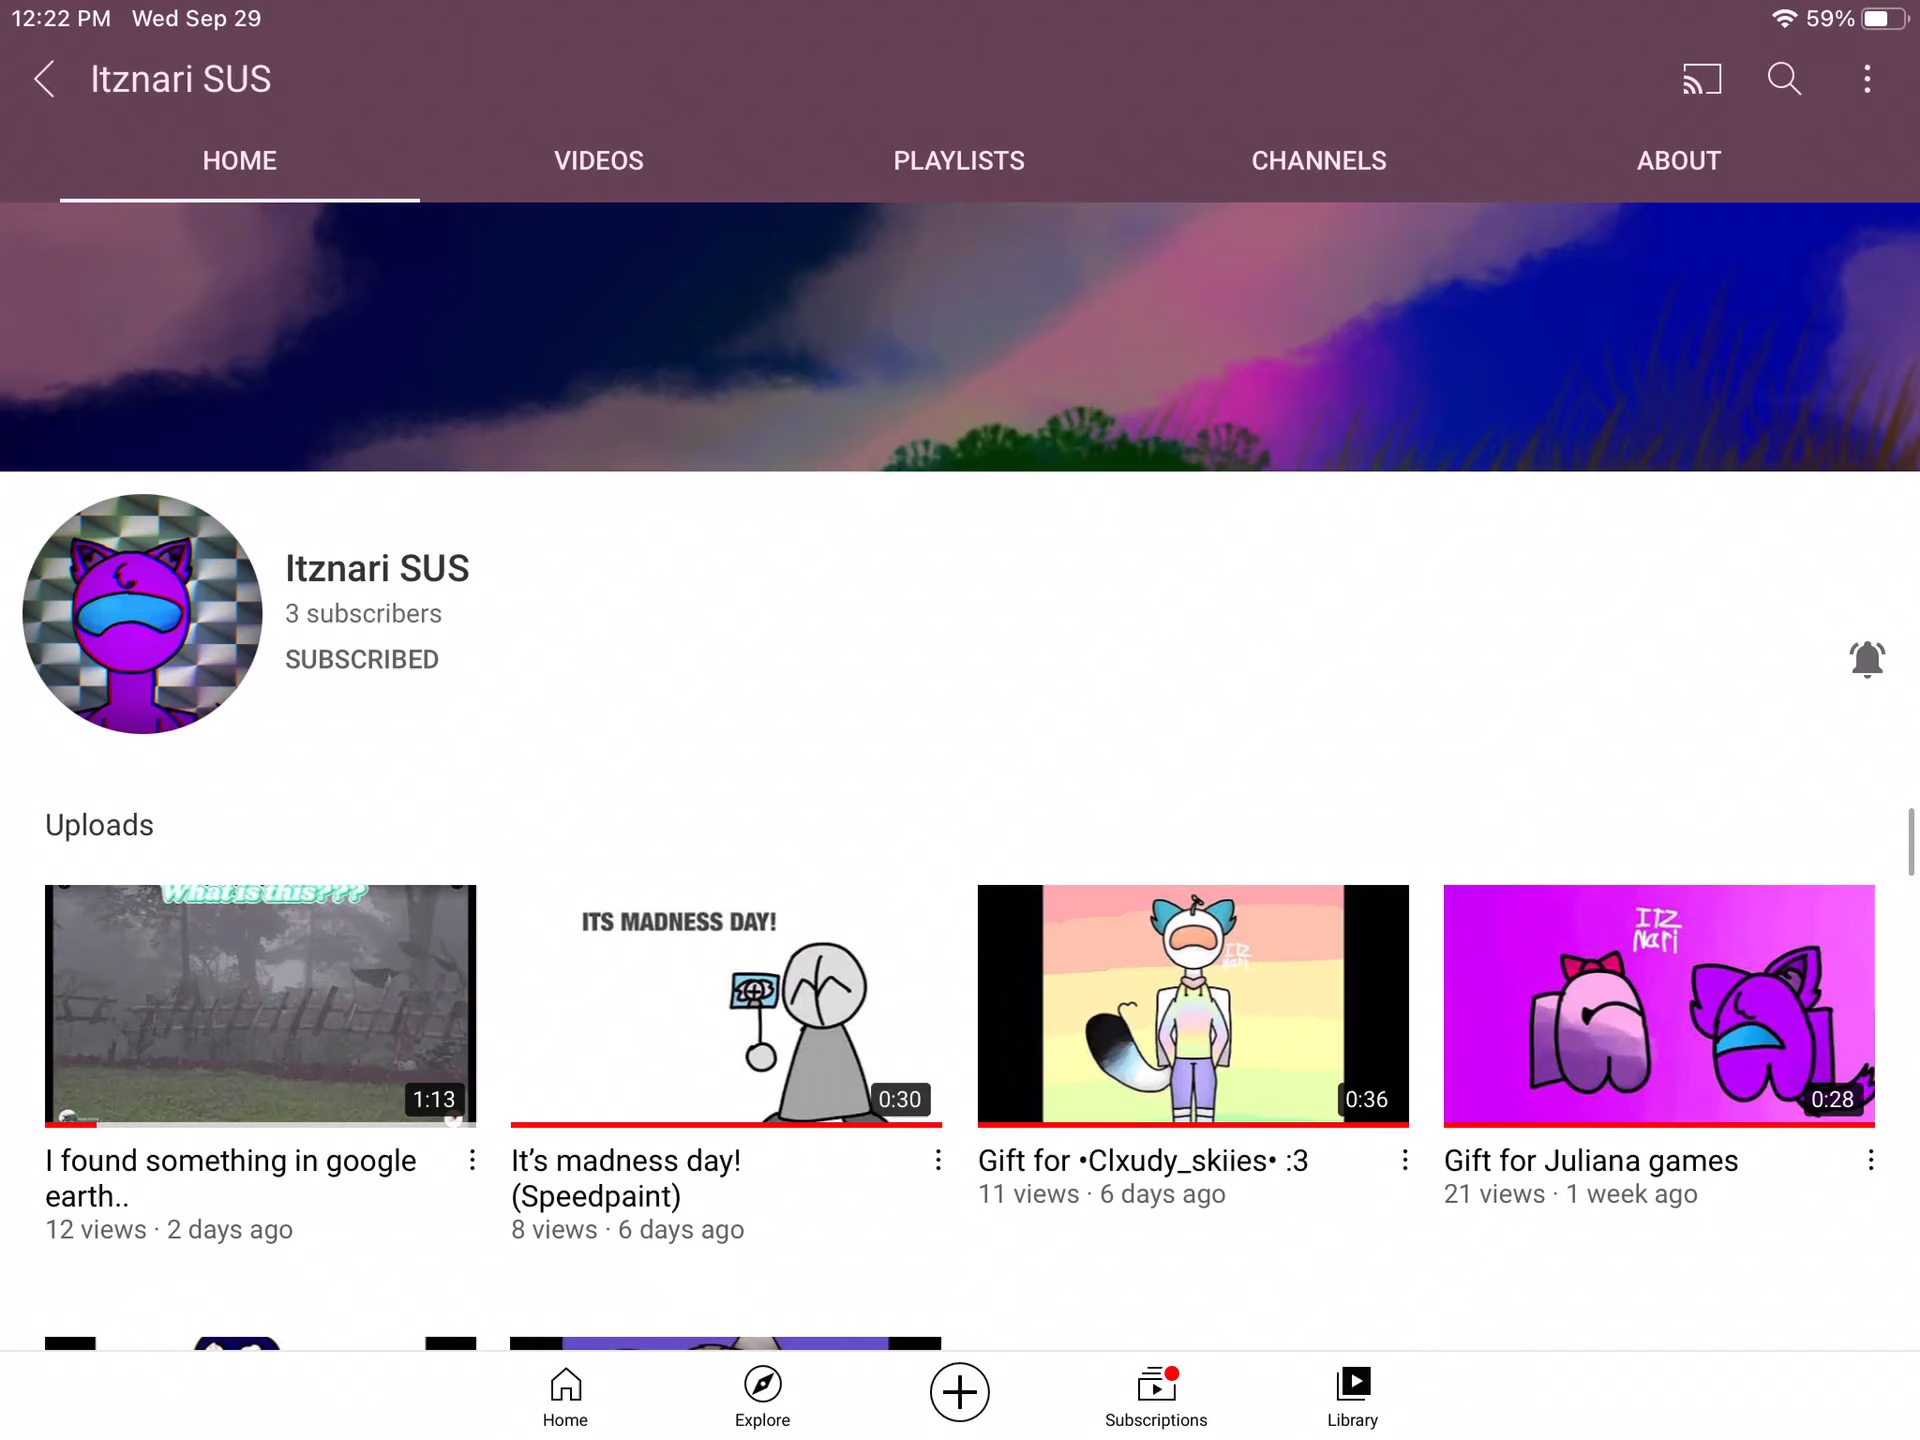 12:22 PM Wed Sep 29
59%
Itznari SUS
HOME VIDEOS PLAYLISTS CHANNELS ABOUT
Itznari SUS
3 subscribers
SUBSCRIBED
Uploads
What is this???
1:13
ITS MADNESS DAY!
0:30
ITZ
Nari
0:36
ITZ
Nari
0:28
I found something in google
earth..
12 views · 2 days ago
It’s madness day!
(Speedpaint)
8 views · 6 days ago
Gift for •Clxudy_skiies• :3
11 views · 6 days ago
Gift for Juliana games
21 views · 1 week ago
Home Explore Subscriptions Library